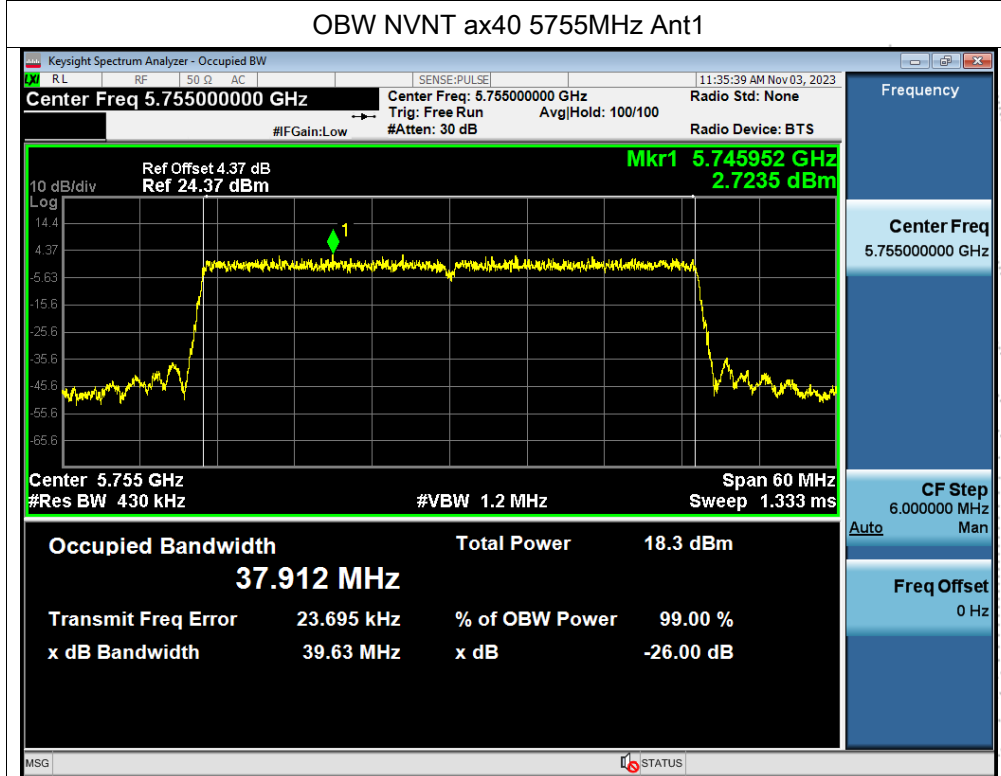 OBW NVNT ax40 5755MHz Ant1
Keysight Spectrum Analyzer - Occupied BW
LXI RL RF 50 Ω AC SENSE:PULSE 11:35:39 AM Nov 03, 2023
Center Freq 5.755000000 GHz Center Freq: 5.755000000 GHz Radio Std: None
Trig: Free Run Avg|Hold: 100/100
#IFGain:Low #Atten: 30 dB Radio Device: BTS
Frequency
Mkr1 5.745952 GHz
2.7235 dBm
Ref Offset 4.37 dB
10 dB/div Ref 24.37 dBm
Log
14.4
4.37
-5.63
-15.6
-25.6
-35.6
-45.6
-55.6
-65.6
1
Center 5.755 GHz Span 60 MHz
#Res BW 430 kHz #VBW 1.2 MHz Sweep 1.333 ms
Center Freq
5.755000000 GHz
CF Step
6.000000 MHz
Auto Man
Freq Offset
0 Hz
Occupied Bandwidth Total Power 18.3 dBm
37.912 MHz
Transmit Freq Error 23.695 kHz % of OBW Power 99.00 %
x dB Bandwidth 39.63 MHz x dB -26.00 dB
MSG STATUS